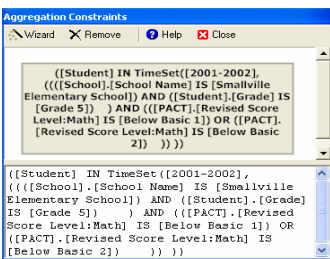 Aggregation Constraints
Wizard Remove Help Close
([Student] IN TimeSet([2001-2002],
(((([School].[School Name] IS [Smallville
Elementary School]) AND ([Student].[Grade] IS
[Grade 5]) ) AND (([PACT].[Revised Score
Level:Math] IS [Below Basic 1]) OR ([PACT].
[Revised Score Level:Math] IS [Below Basic
2]) )) ))
([Student] IN TimeSet([2001-2002],
(((([School].[School Name] IS [Smallville
Elementary School]) AND ([Student].[Grade]
IS [Grade 5]) ) AND (([PACT].[Revised
Score Level:Math] IS [Below Basic 1]) OR
([PACT].[Revised Score Level:Math] IS
[Below Basic 2]) )) ))